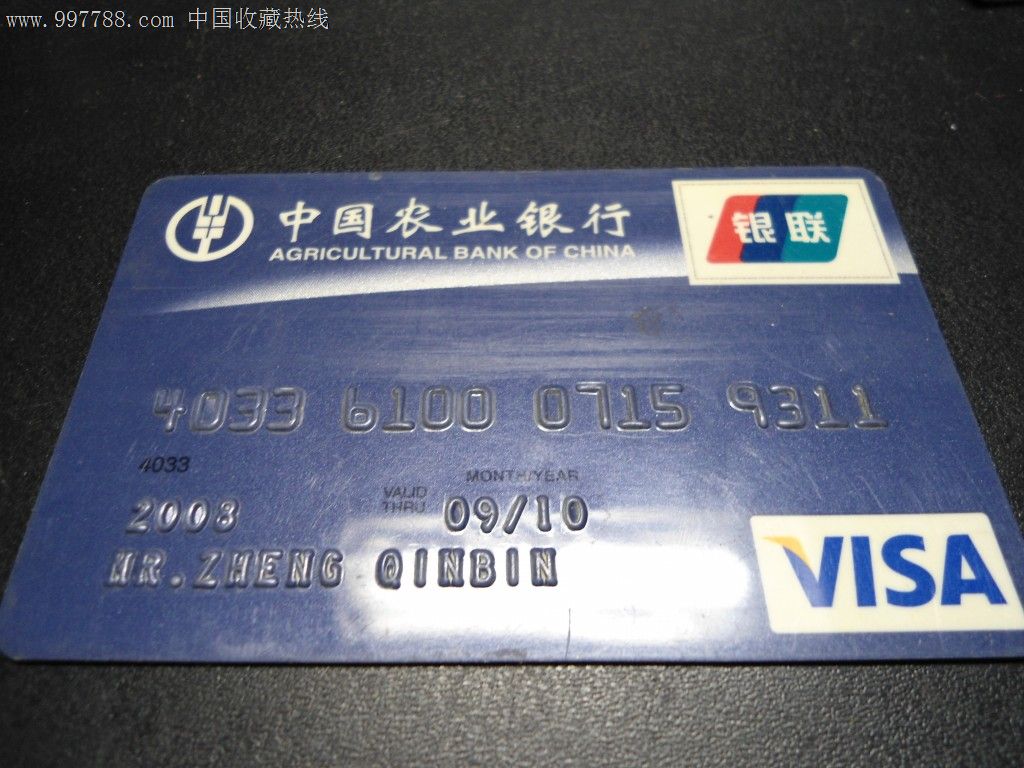 www.997788.com 中国收藏热线
中国农业银行
AGRICULTURAL BANK OF CHINA
银联
4033 6100 0715 9311
4033
MONTH/YEAR
2008 VALID THRU 09/10
MR.ZHENG QINBIN
VISA